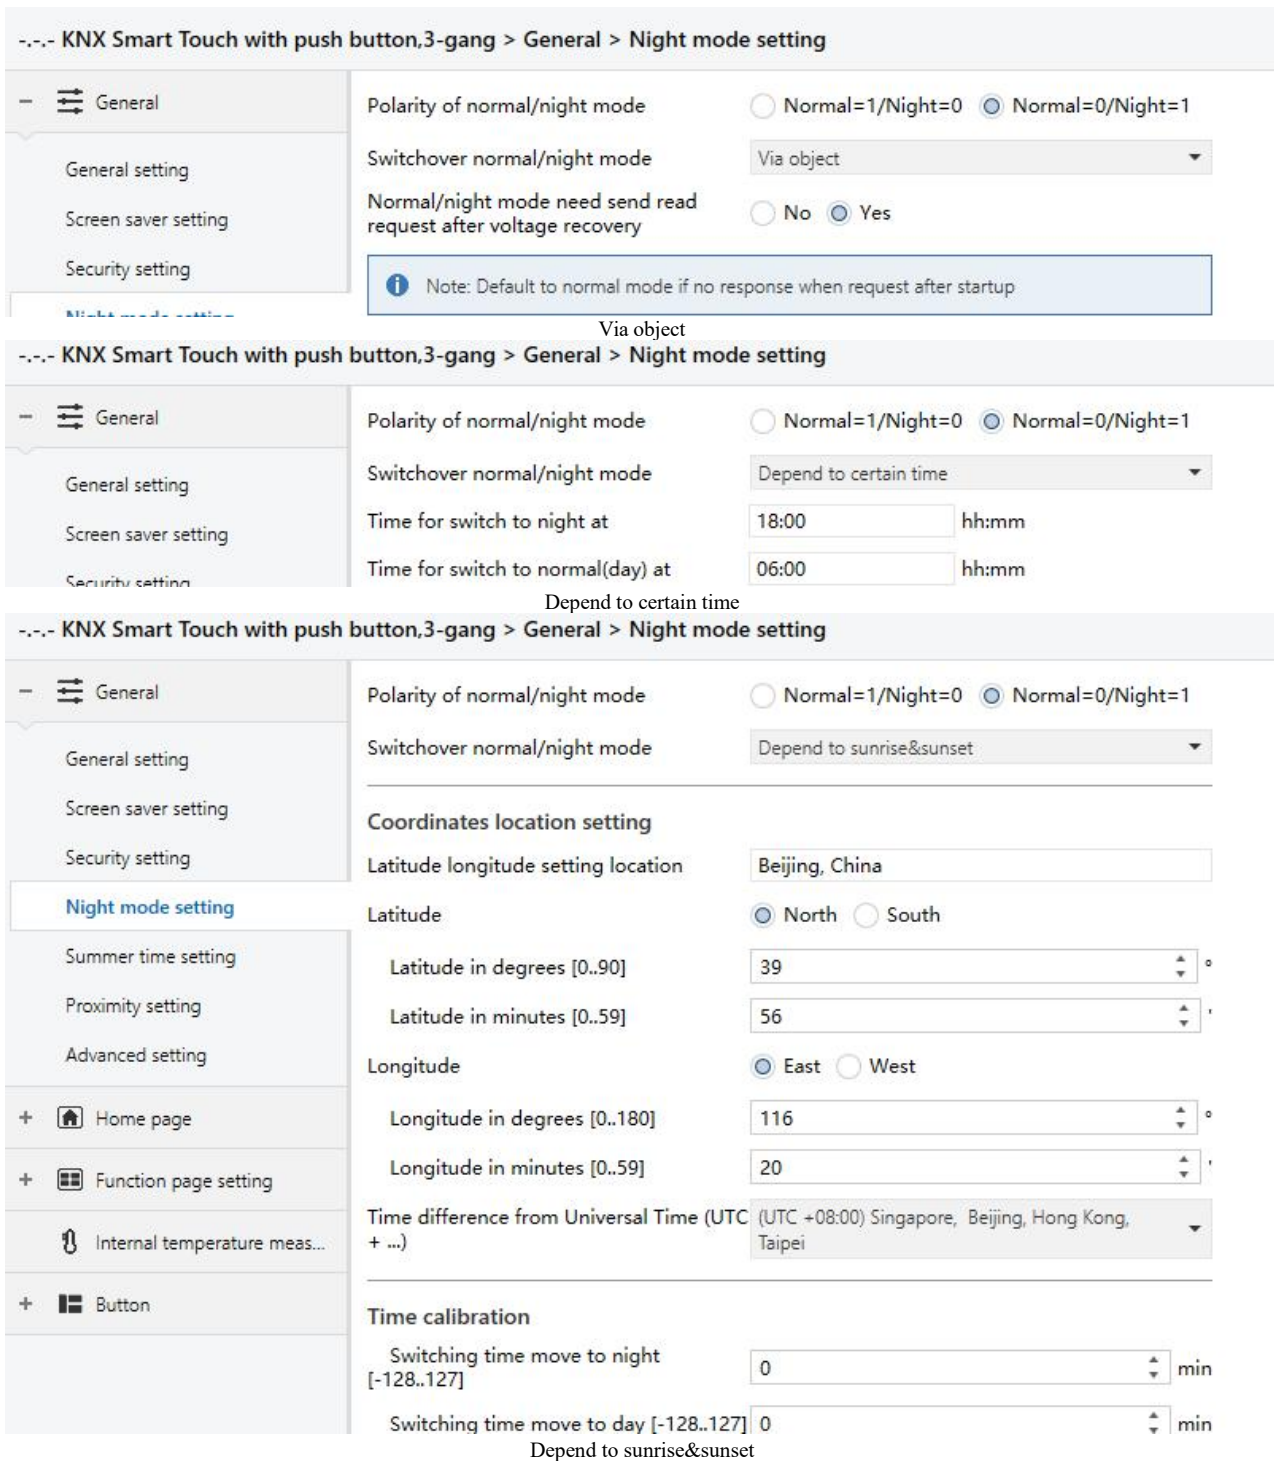 -.-.- KNX Smart Touch with push button,3-gang > General > Night mode setting
General
Polarity of normal/night mode Normal=1/Night=0 Normal=0/Night=1
General setting
Switchover normal/night mode Via object
Screen saver setting
Normal/night mode need send read
request after voltage recovery No Yes
Security setting
Note: Default to normal mode if no response when request after startup
Night mode setting
Via object
-.-.- KNX Smart Touch with push button,3-gang > General > Night mode setting
General
Polarity of normal/night mode Normal=1/Night=0 Normal=0/Night=1
General setting
Switchover normal/night mode Depend to certain time
Screen saver setting
Time for switch to night at 18:00 hh:mm
Security setting
Time for switch to normal(day) at 06:00 hh:mm
Depend to certain time
-.-.- KNX Smart Touch with push button,3-gang > General > Night mode setting
General
Polarity of normal/night mode Normal=1/Night=0 Normal=0/Night=1
General setting
Switchover normal/night mode Depend to sunrise&sunset
Screen saver setting
Coordinates location setting
Security setting
Latitude longitude setting location Beijing, China
Night mode setting
Latitude North South
Summer time setting
Latitude in degrees [0..90] 39 °
Proximity setting
Latitude in minutes [0..59] 56 '
Advanced setting
Longitude East West
Home page
Longitude in degrees [0..180] 116 °
Function page setting
Longitude in minutes [0..59] 20 '
Time difference from Universal Time (UTC (UTC +08:00) Singapore, Beijing, Hong Kong,
+ ...) Taipei
Internal temperature meas...
Button
Time calibration
Switching time move to night
[-128..127] 0 min
Switching time move to day [-128..127] 0 min
Depend to sunrise&sunset